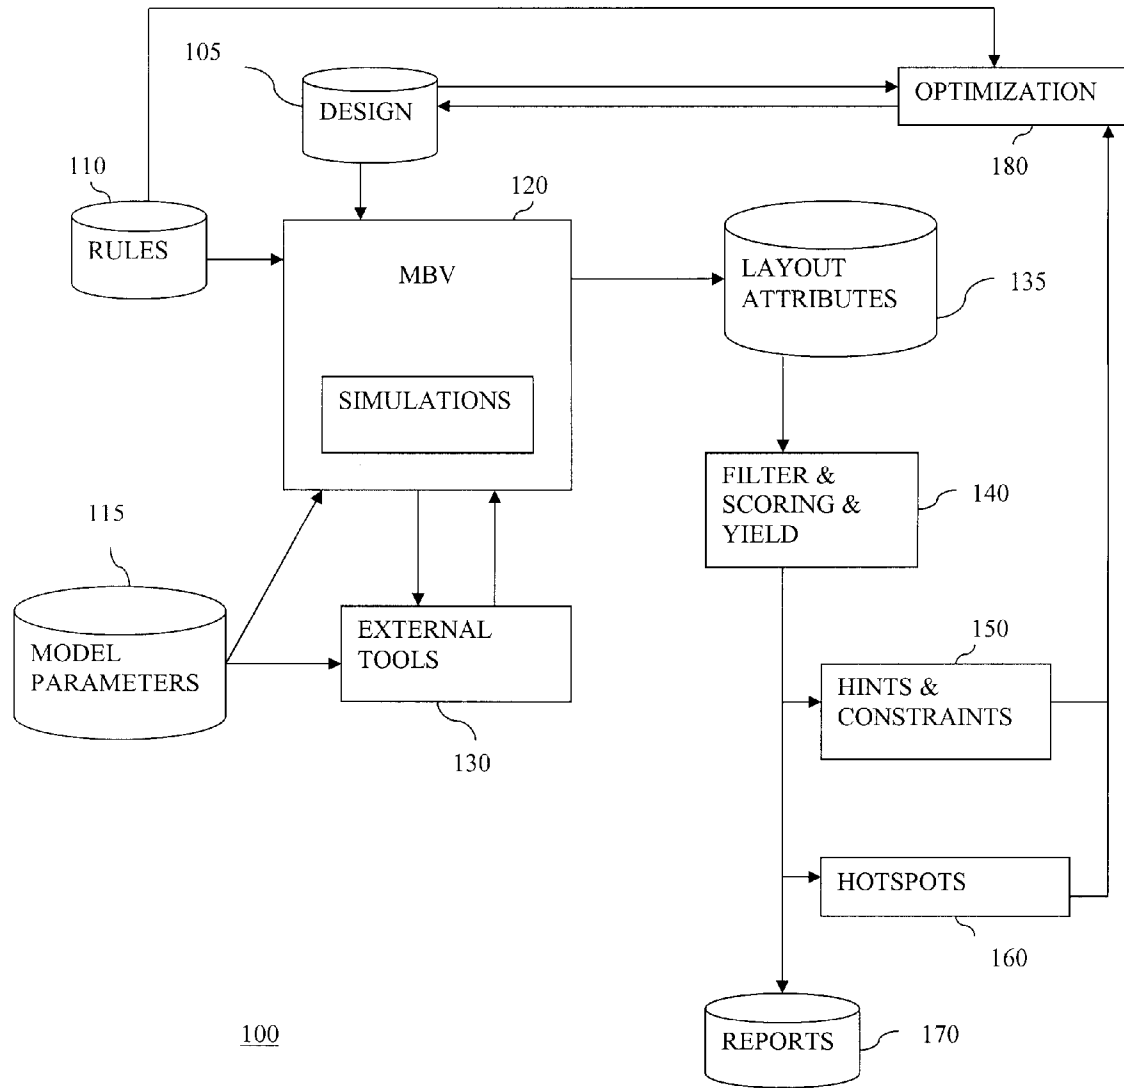 105
DESIGN
OPTIMIZATION
180
110
RULES
120
MBV
SIMULATIONS
LAYOUT
ATTRIBUTES
135
FILTER &
SCORING &
YIELD
140
115
MODEL
PARAMETERS
EXTERNAL
TOOLS
130
150
HINTS &
CONSTRAINTS
HOTSPOTS
160
REPORTS
170
100